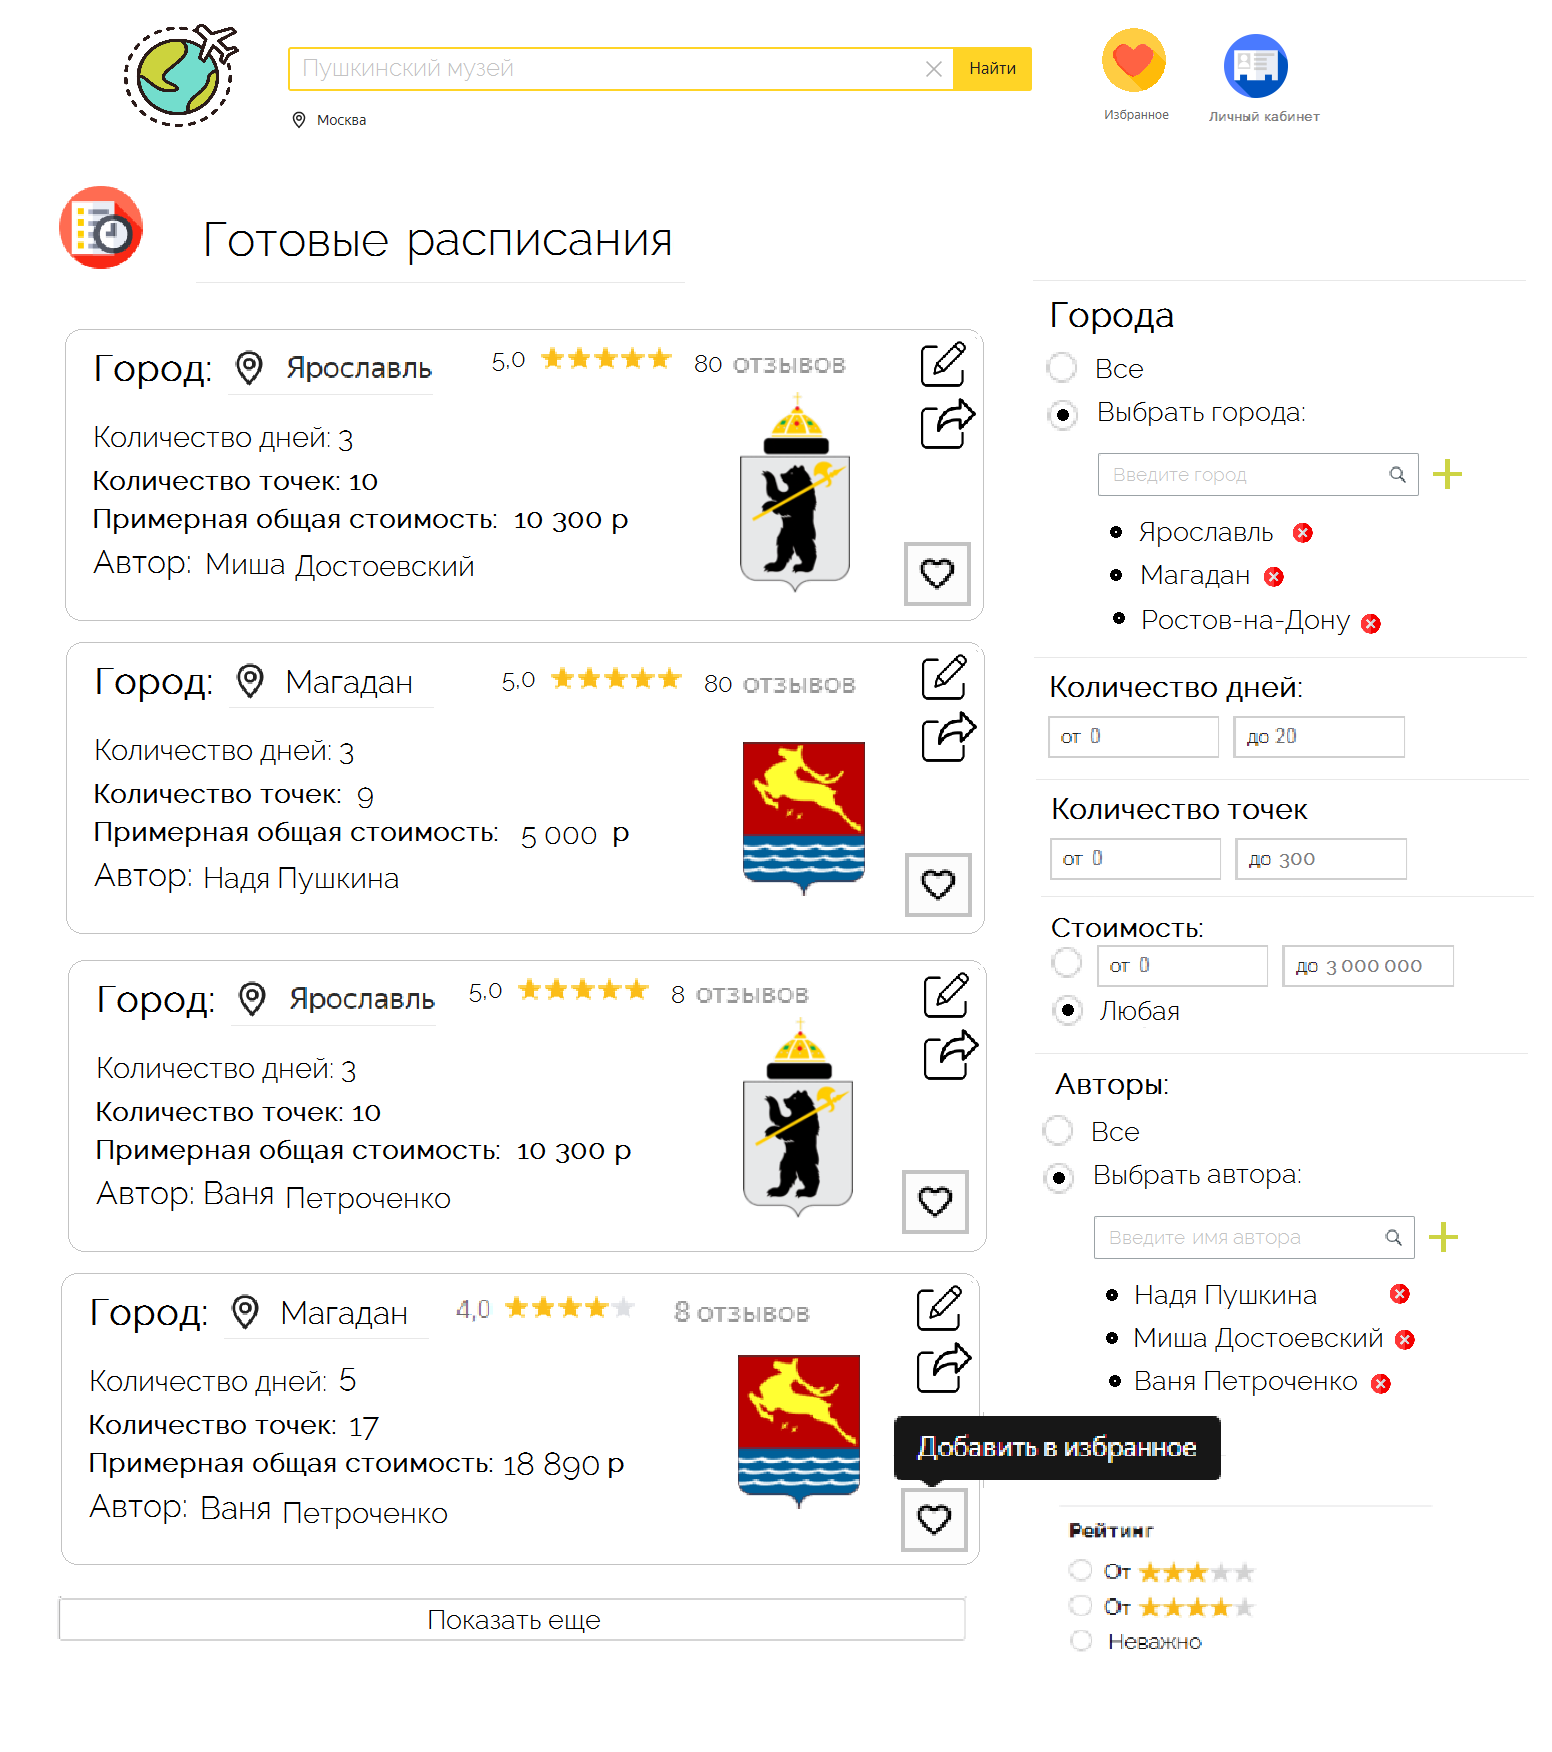 Пушкинский музей
Найти
Москва
Избранное
Личный кабинет
Готовые расписания
Город: Ярославль 5,0 80 отзывов
Количество дней: 3
Количество точек: 10
Примерная общая стоимость: 10 300 р
Автор: Миша Достоевский
Город: Магадан 5,0 80 отзывов
Количество дней: 3
Количество точек: 9
Примерная общая стоимость: 5 000 р
Автор: Надя Пушкина
Город: Ярославль 5,0 8 отзывов
Количество дней: 3
Количество точек: 10
Примерная общая стоимость: 10 300 р
Автор: Ваня Петроченко
Город: Магадан 4,0 8 отзывов
Количество дней: 5
Количество точек: 17
Примерная общая стоимость: 18 890 р
Автор: Ваня Петроченко
Добавить в избранное
Показать еще
Города
Все
Выбрать города:
Введите город
Ярославль
Магадан
Ростов-на-Дону
Количество дней:
от 0 до 20
Количество точек
от 0 до 300
Стоимость:
от 0 до 3 000 000
Любая
Авторы:
Все
Выбрать автора:
Введите имя автора
Надя Пушкина
Миша Достоевский
Ваня Петроченко
Рейтинг
От
От
Неважно